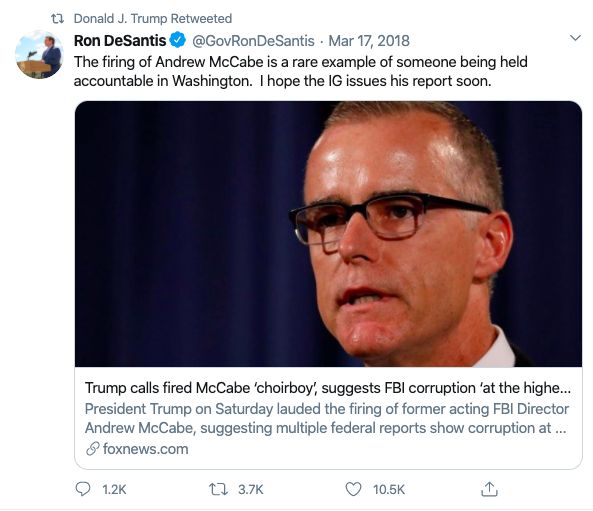 Donald J. Trump Retweeted
Ron DeSantis @GovRonDeSantis · Mar 17, 2018
The firing of Andrew McCabe is a rare example of someone being held
accountable in Washington. I hope the IG issues his report soon.
Trump calls fired McCabe ‘choirboy’, suggests FBI corruption ‘at the highe...
President Trump on Saturday lauded the firing of former acting FBI Director
Andrew McCabe, suggesting multiple federal reports show corruption at ...
foxnews.com
1.2K 3.7K 10.5K